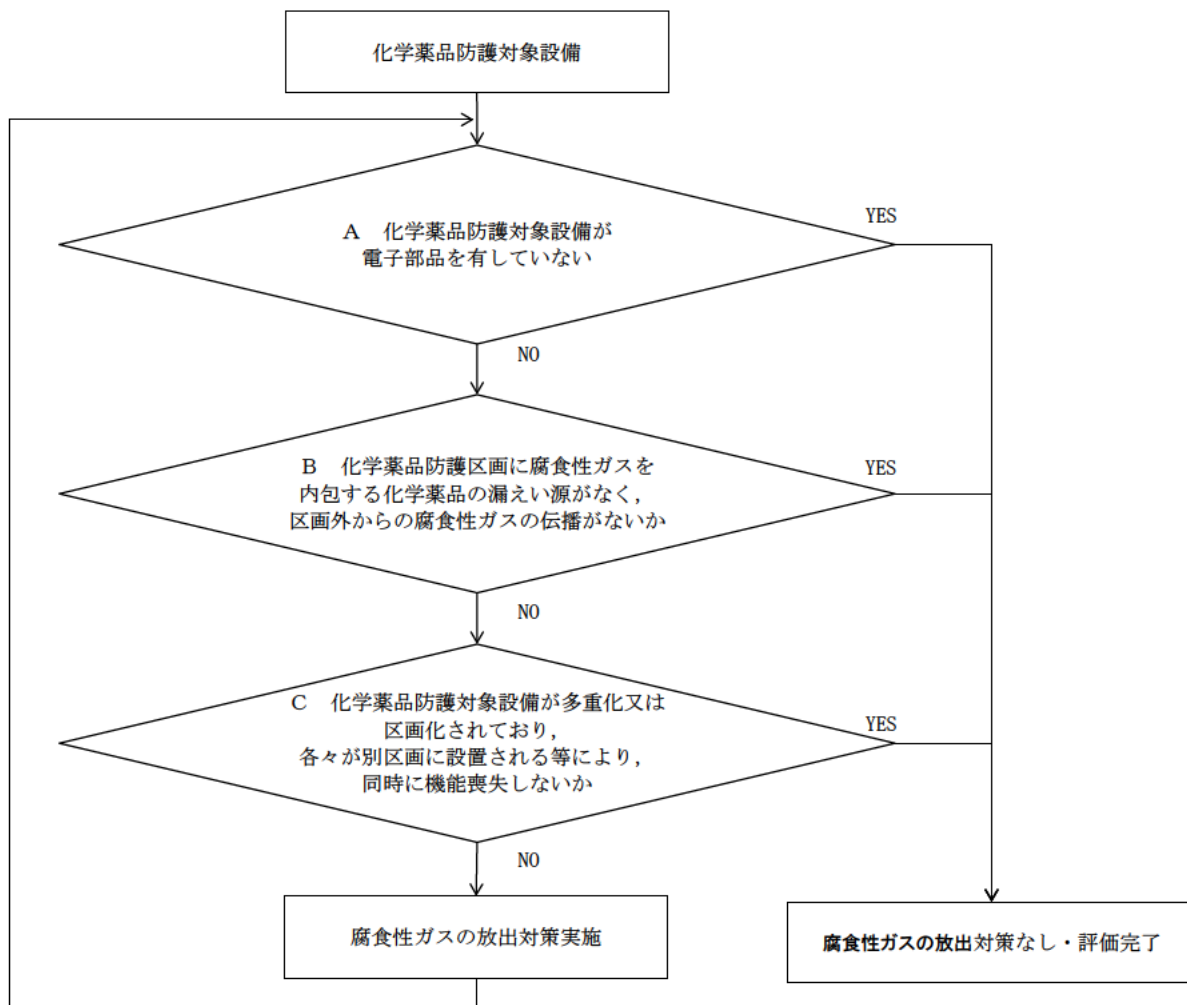 化学薬品防護対象設備
A 化学薬品防護対象設備が
電子部品を有していない
YES
NO
B 化学薬品防護区画に腐食性ガスを
内包する化学薬品の漏えい源がなく,
区画外からの腐食性ガスの伝播がないか
YES
NO
C 化学薬品防護対象設備が多重化又は
区画化されており,
各々が別区画に設置される等により,
同時に機能喪失しないか
YES
NO
腐食性ガスの放出対策実施
腐食性ガスの放出対策なし・評価完了